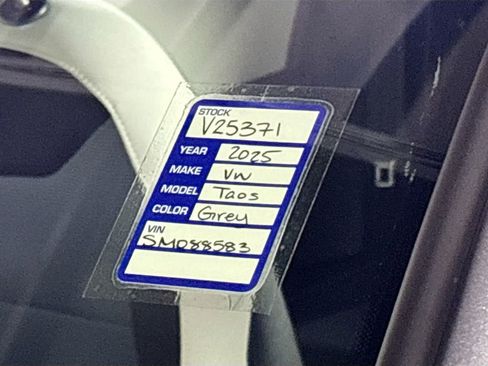 STOCK
V25371
YEAR 2025
MAKE VW
MODEL Taos
COLOR Grey
VIN
SM088583